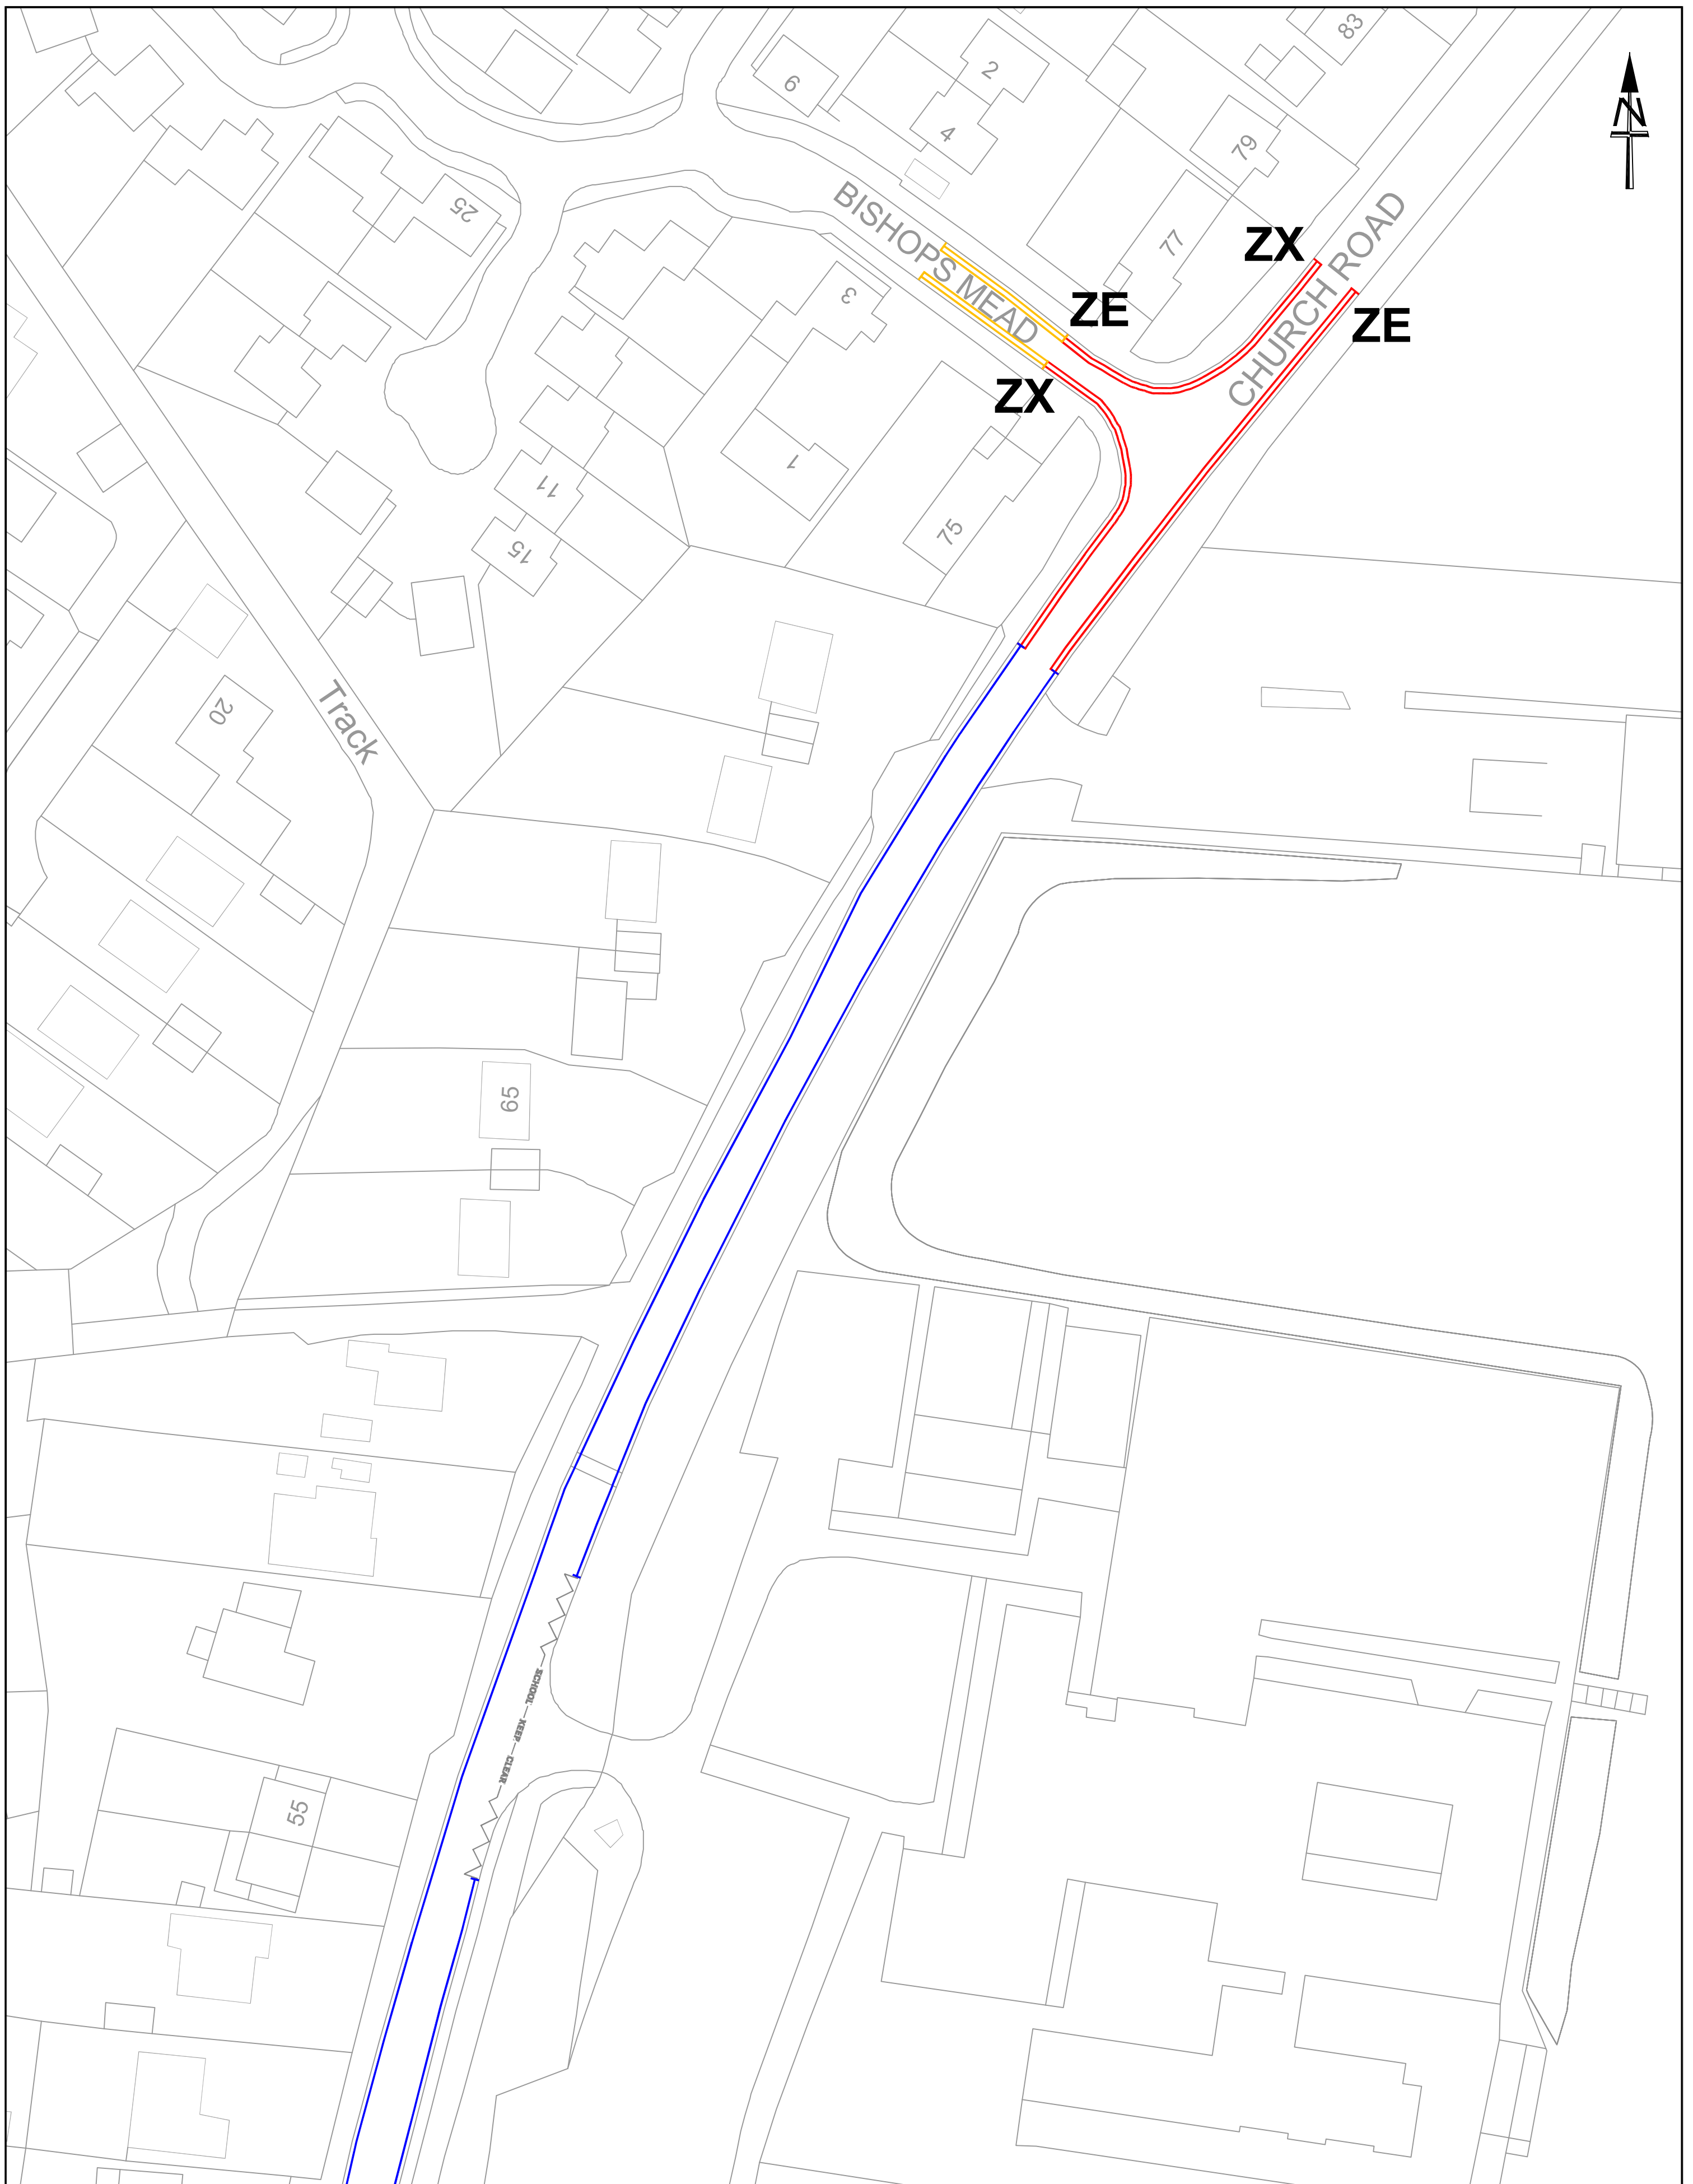 83
2
6
4
79
N
25
BISHOPS MEAD
77
ZX
CHURCH ROAD
3
ZE
ZE
ZX
1
11
75
15
20
Track
65
SCHOOL KEEP CLEAR
55